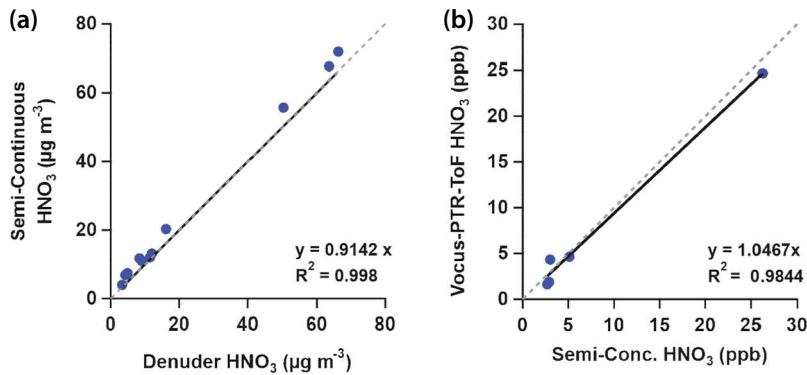 (a)
80
60
40
20
0
Semi-Continuous
HNO₃ (µg m⁻³)
y = 0.9142 x
R² = 0.998
0 20 40 60 80
Denuder HNO₃ (µg m⁻³)
(b)
30
25
20
15
10
5
0
Vocus-PTR-ToF HNO₃ (ppb)
y = 1.0467x
R² = 0.9844
0 5 10 15 20 25 30
Semi-Conc. HNO₃ (ppb)